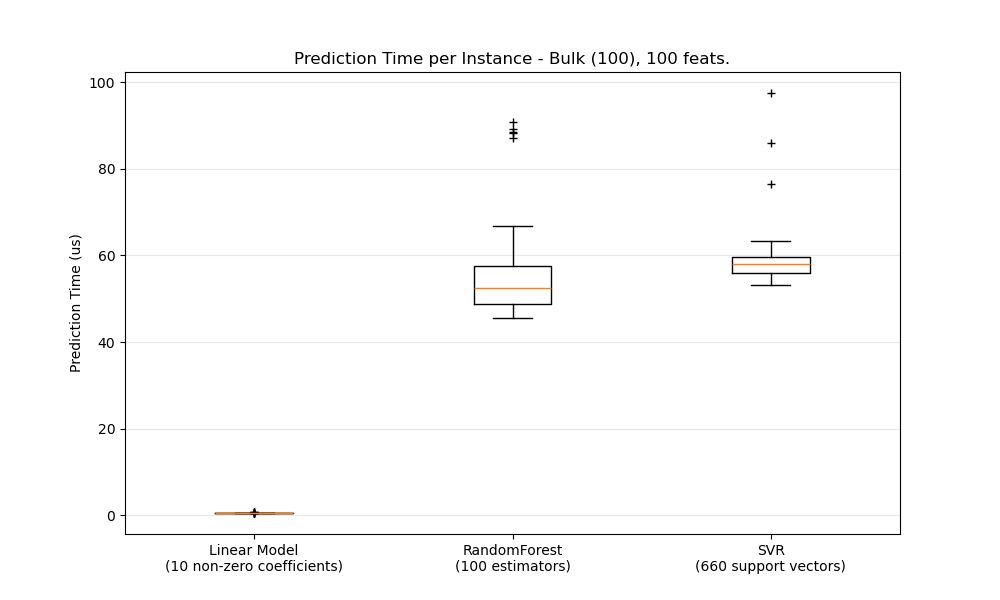 Prediction Time per Instance - Bulk (100), 100 feats.
100
80
60
40
20
0
Prediction Time (us)
Linear Model
(10 non-zero coefficients)
RandomForest
(100 estimators)
SVR
(660 support vectors)